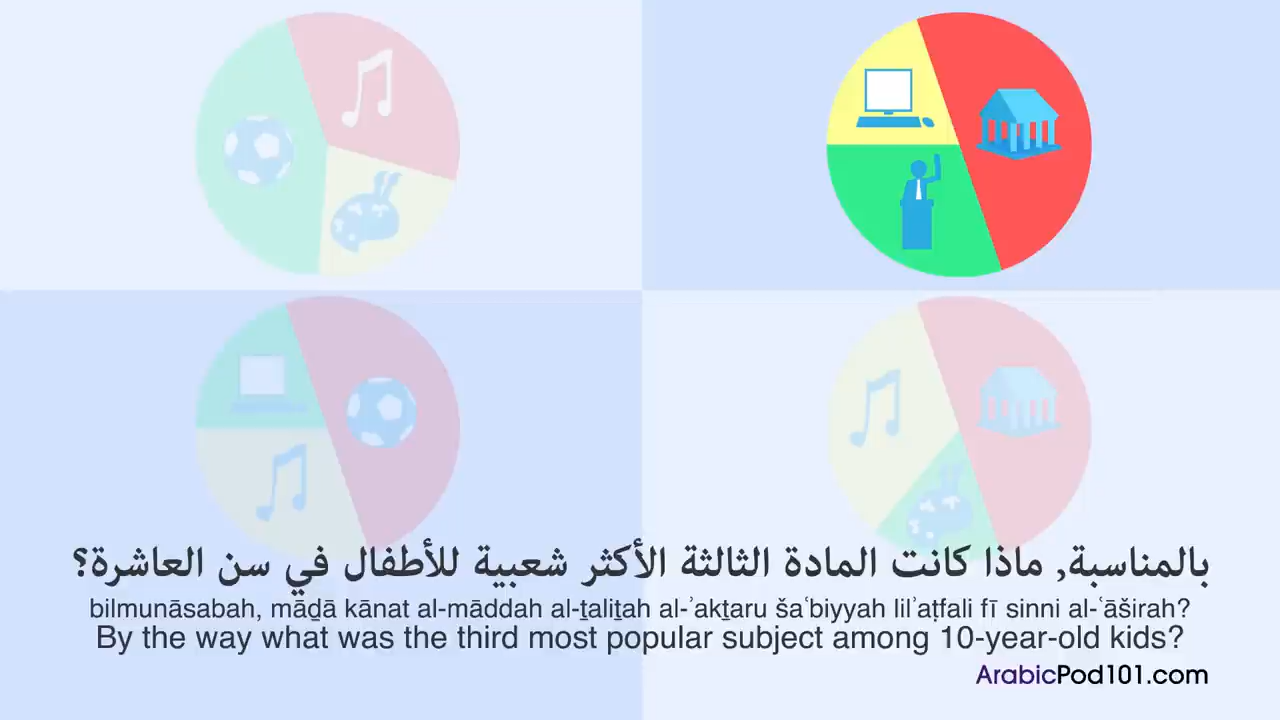 بالمناسبة, ماذا كانت المادة الثالثة الأكثر شعبية للأطفال في سن العاشرة؟
bilmunāsabah, māḏā kānat al-māddah al-ṯaliṯah al-ʾakṯaru šaʿbiyyah lilʾaṭfali fī sinni al-ʿāširah?
By the way what was the third most popular subject among 10-year-old kids?
ArabicPod101.com